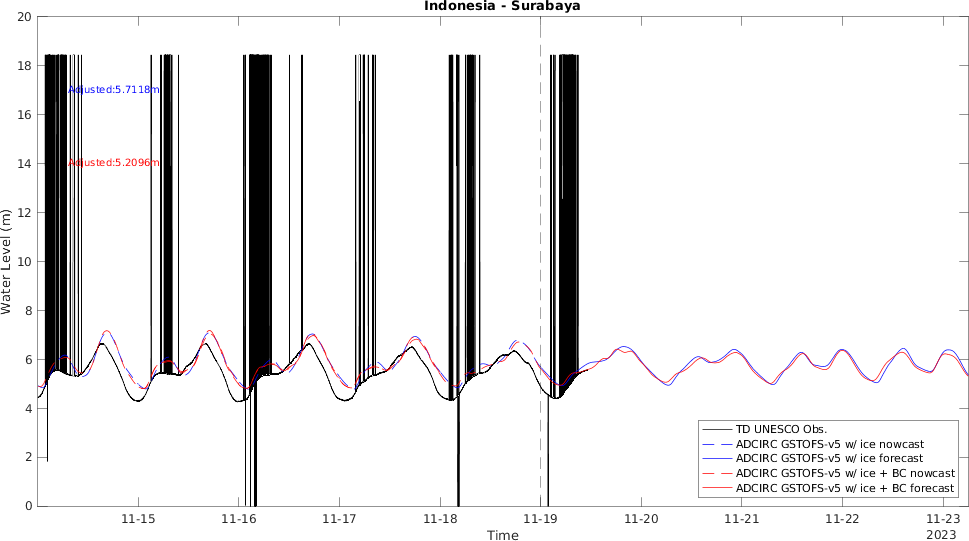 Indonesia - Surabaya
20
18
16
14
12
10
8
6
4
2
0
Water Level (m)
Adjusted:5.7118m
Adjusted:5.2096m
TD UNESCO Obs.
ADCIRC GSTOFS-v5 w/ ice nowcast
ADCIRC GSTOFS-v5 w/ ice forecast
ADCIRC GSTOFS-v5 w/ ice + BC nowcast
ADCIRC GSTOFS-v5 w/ ice + BC forecast
11-15 11-16 11-17 11-18 11-19 11-20 11-21 11-22 11-23
2023
Time